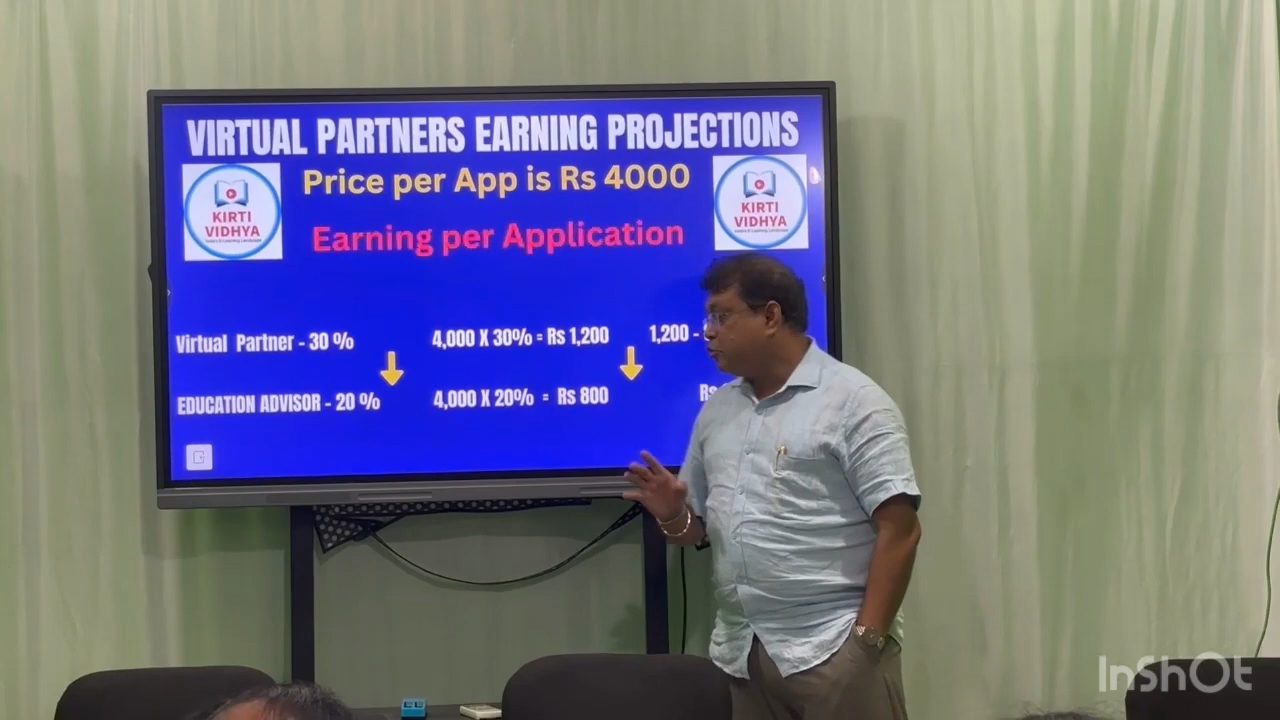 VIRTUAL PARTNERS EARNING PROJECTIONS
Price per App is Rs 4000
KIRTI
VIDHYA
KIRTI
VIDHYA
Earning per Application
Virtual Partner - 30 % 4,000 X 30% = Rs 1,200 1,200 -
EDUCATION ADVISOR - 20 % 4,000 X 20% = Rs 800 Rs
InShOt